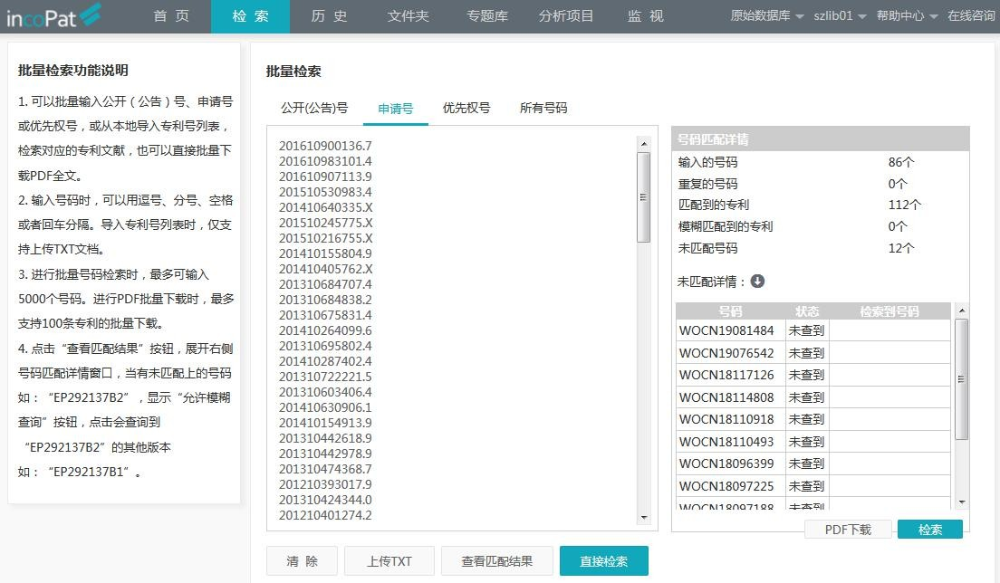 incoPat
首 页
检 索
历 史
文件夹
专题库
分析项目
监 视
原始数据库
szlib01
帮助中心
在线咨询
批量检索功能说明
1. 可以批量输入公开（公告）号、申请号
或优先权号，或从本地导入专利号列表，
检索对应的专利文献，也可以直接批量下
载PDF全文。
2. 输入号码时，可以用逗号、分号、空格
或者回车分隔。导入专利号列表时，仅支
持上传TXT文档。
3. 进行批量号码检索时，最多可输入
5000个号码。进行PDF批量下载时，最多
支持100条专利的批量下载。
4. 点击“查看匹配结果”按钮，展开右侧
号码匹配详情窗口，当有未匹配上的号码
如：“EP292137B2”，显示“允许模糊
查询”按钮，点击会查询到
“EP292137B2”的其他版本
如：“EP292137B1”。
批量检索
公开(公告)号
申请号
优先权号
所有号码
201610900136.7
201610983101.4
201610907113.9
201510530983.4
201410640335.X
201510245775.X
201510216755.X
201410155804.9
201410405762.X
201310684707.4
201310684838.2
201310675831.4
201410264099.6
201310695802.4
201410287402.4
201310722221.5
201310603406.4
201410630906.1
201410154913.9
201310442618.9
201310442978.9
201310474368.7
201210393017.9
201310424344.0
201210401274.2
清 除
上传TXT
查看匹配结果
直接检索
号码匹配详情
输入的号码 86个
重复的号码 0个
匹配到的专利 112个
模糊匹配到的专利 0个
未匹配号码 12个
未匹配详情：
号码 状态 检索到号码
WOCN19081484 未查到
WOCN19076542 未查到
WOCN18117126 未查到
WOCN18114808 未查到
WOCN18110918 未查到
WOCN18110493 未查到
WOCN18096399 未查到
WOCN18097225 未查到
WOCN18097188 未查到
PDF下载
检索